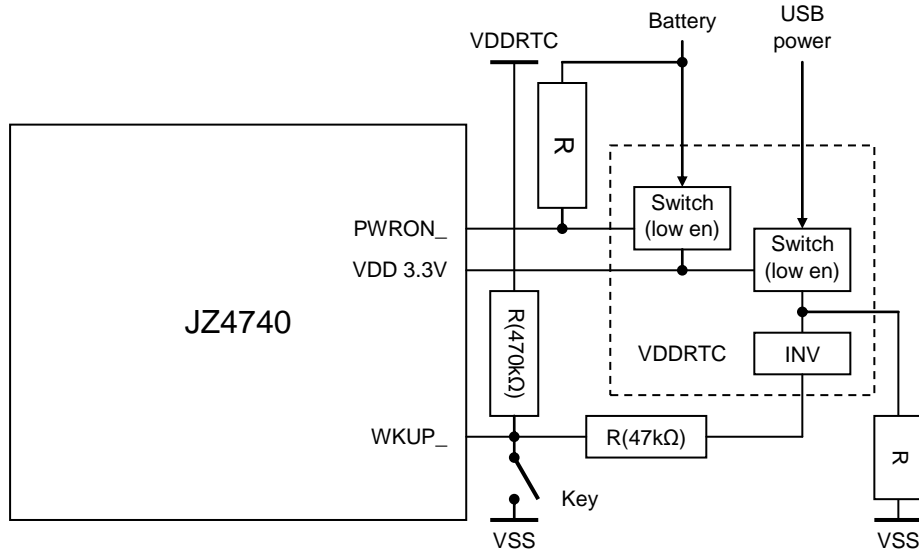 Battery
USB
power
VDDRTC
R
Switch
(low en)
PWRON_
Switch
(low en)
VDD 3.3V
JZ4740
R(470kΩ)
VDDRTC
INV
WKUP_
R(47kΩ)
R
Key
VSS
VSS